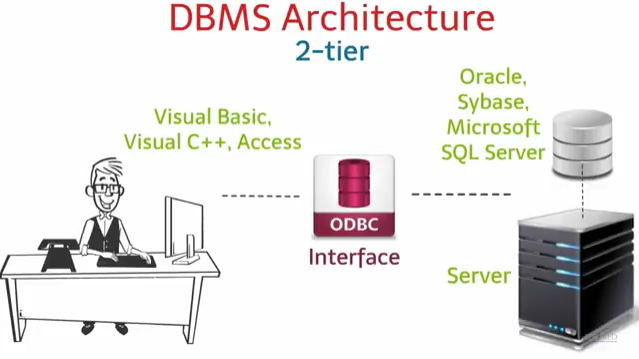 DBMS Architecture
2-tier
Oracle,
Sybase,
Microsoft
SQL Server
Visual Basic,
Visual C++, Access
ODBC
Interface
Server